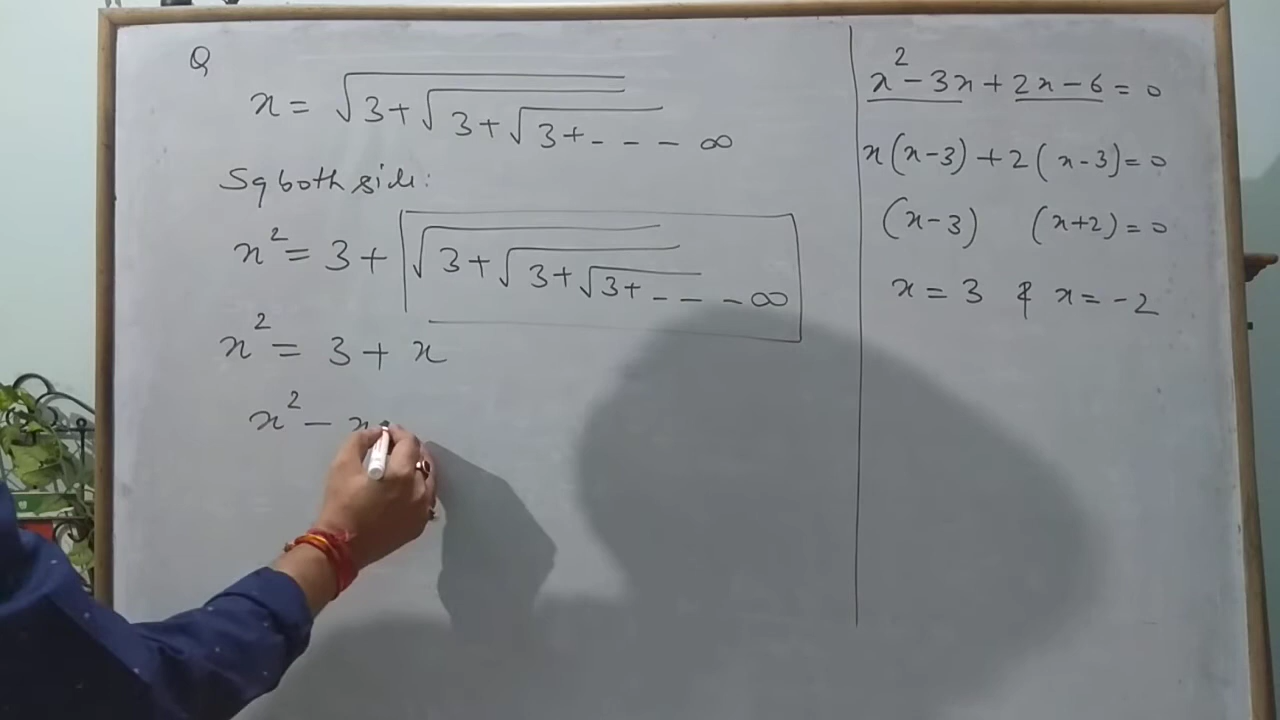 Q
x = √3+√3+√3+- - - ∞
Sq both side:
x² = 3+ √3+√3+√3+- - - ∞
x² = 3+ x
x² - x
x² - 3x + 2x - 6 = 0
x(x-3) + 2(x-3) = 0
(x-3) (x+2) = 0
x = 3 & x = -2